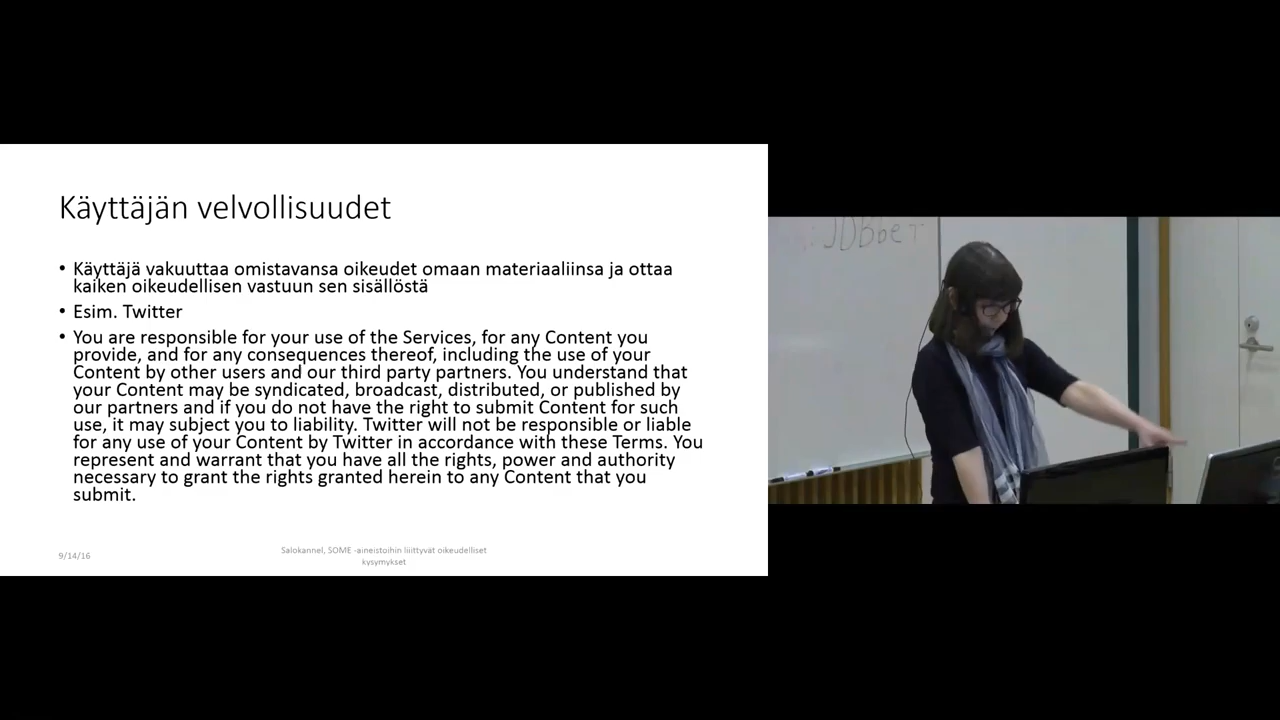 Käyttäjän velvollisuudet
• Käyttäjä vakuuttaa omistavansa oikeudet omaan materiaaliinsa ja ottaa
kaiken oikeudellisen vastuun sen sisällöstä
• Esim. Twitter
• You are responsible for your use of the Services, for any Content you
provide, and for any consequences thereof, including the use of your
Content by other users and our third party partners. You understand that
your Content may be syndicated, broadcast, distributed, or published by
our partners and if you do not have the right to submit Content for such
use, it may subject you to liability. Twitter will not be responsible or liable
for any use of your Content by Twitter in accordance with these Terms. You
represent and warrant that you have all the rights, power and authority
necessary to grant the rights granted herein to any Content that you
submit.
9/14/16
Salokannel, SOME -aineistoihin liittyvät oikeudelliset
kysymykset